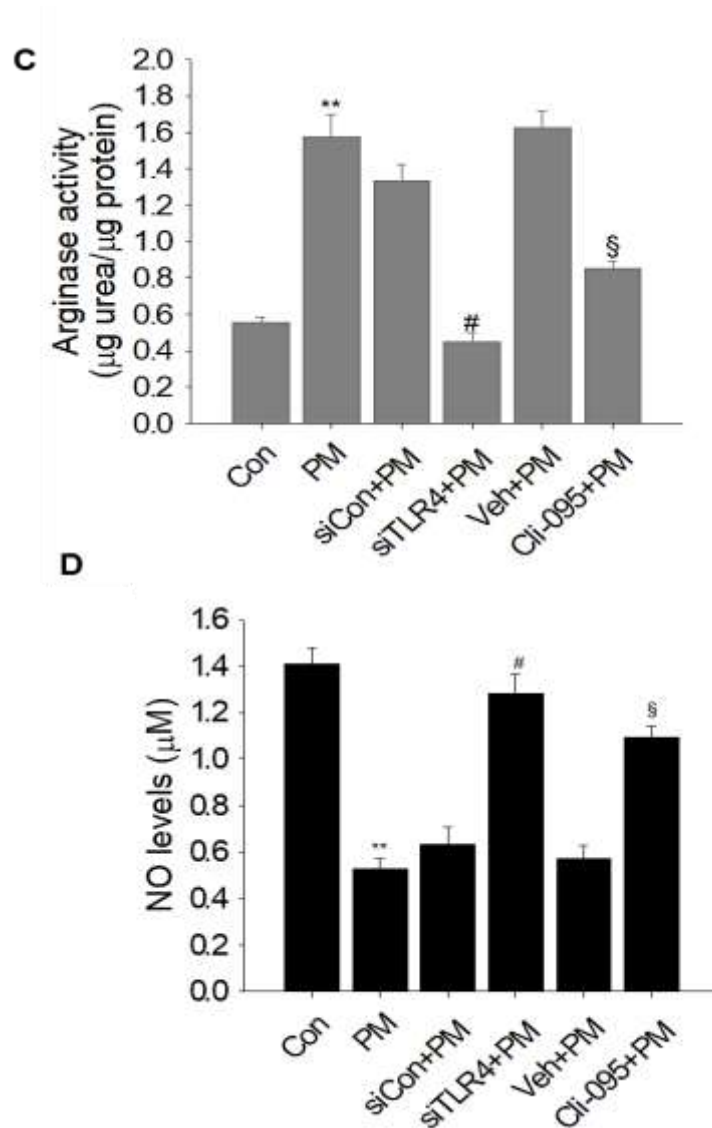 C
Arginase activity
(μg urea/μg protein)
2.0
1.8
1.6
1.4
1.2
1.0
0.8
0.6
0.4
0.2
0.0
**
#
§
Con
PM
siCon+PM
siTLR4+PM
Veh+PM
Cli-095+PM
D
NO levels (μM)
1.6
1.4
1.2
1.0
0.8
0.6
0.4
0.2
0.0
**
#
§
Con
PM
siCon+PM
siTLR4+PM
Veh+PM
Cli-095+PM